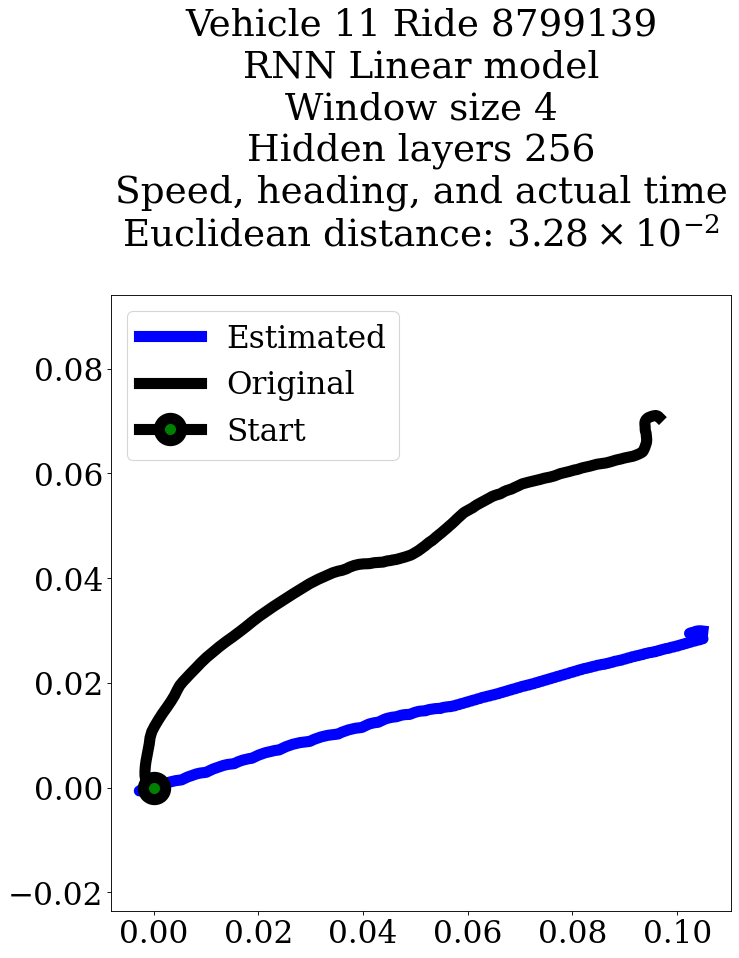 Vehicle 11 Ride 8799139
RNN Linear model
Window size 4
Hidden layers 256
Speed, heading, and actual time
Euclidean distance: 3.28 × 10⁻²
Estimated
Original
Start
0.08
0.06
0.04
0.02
0.00
−0.02
0.00 0.02 0.04 0.06 0.08 0.10